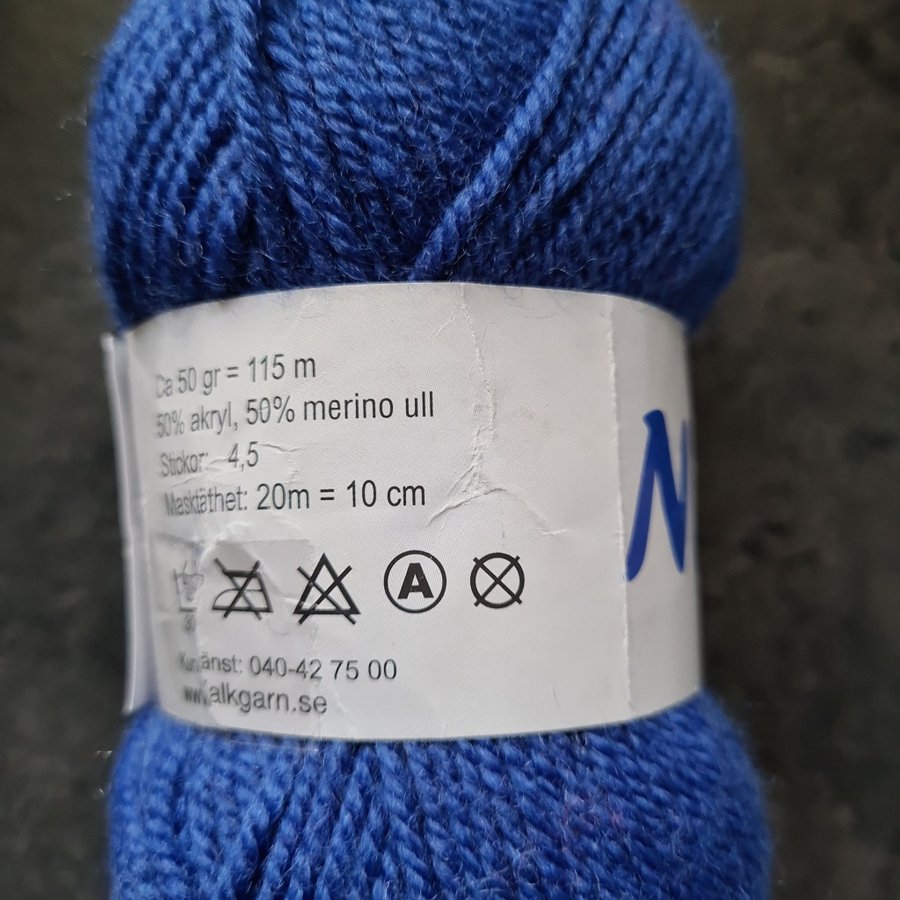 Ca 50 gr = 115 m
50% akryl, 50% merino ull
Stickor: 4,5
Masktäthet: 20m = 10 cm
30
A
040-42 75 00
www.alkgarn.se
N